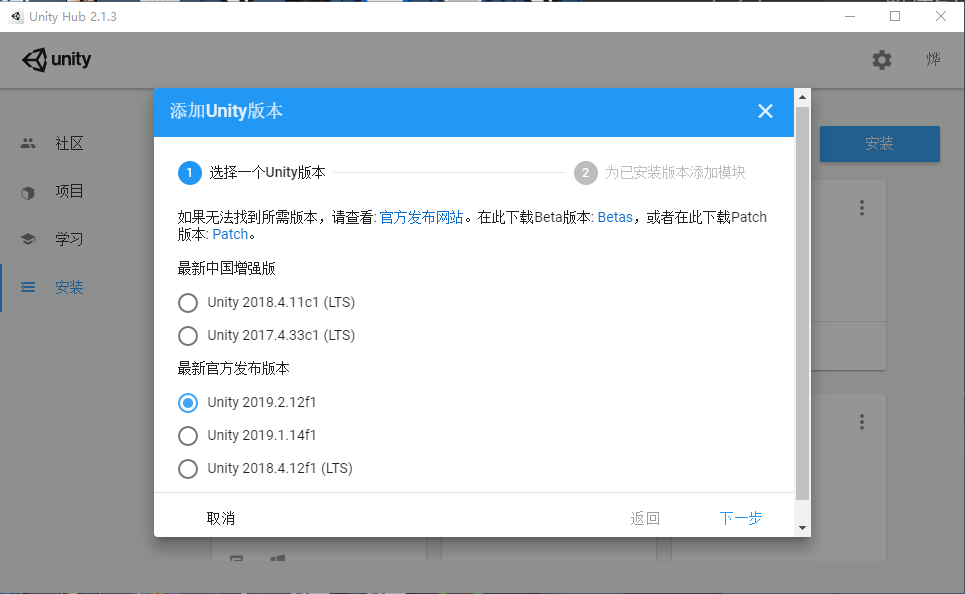 Unity Hub 2.1.3
unity
烨
社区
项目
学习
安装
安装
添加Unity版本
1 选择一个Unity版本
2 为已安装版本添加模块
如果无法找到所需版本，请查看: 官方发布网站。在此下载Beta版本: Betas，或者在此下载Patch
版本: Patch。
最新中国增强版
Unity 2018.4.11c1 (LTS)
Unity 2017.4.33c1 (LTS)
最新官方发布版本
Unity 2019.2.12f1
Unity 2019.1.14f1
Unity 2018.4.12f1 (LTS)
取消
返回
下一步